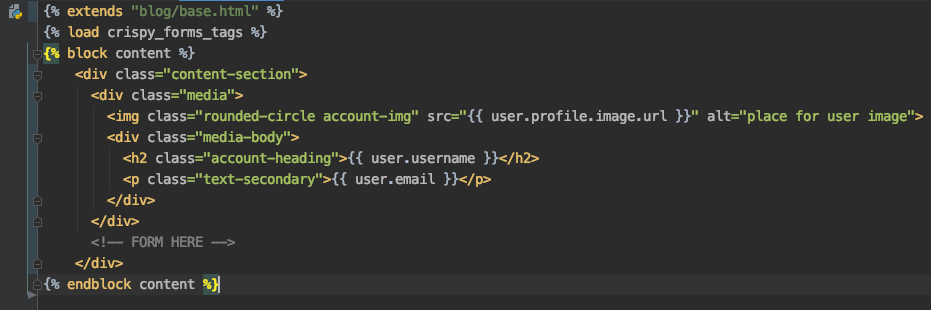 {% extends "blog/base.html" %}
{% load crispy_forms_tags %}
{% block content %}
    <div class="content-section">
      <div class="media">
        <img class="rounded-circle account-img" src="{{ user.profile.image.url }}" alt="place for user image">
        <div class="media-body">
          <h2 class="account-heading">{{ user.username }}</h2>
          <p class="text-secondary">{{ user.email }}</p>
        </div>
      </div>
      <!-- FORM HERE -->
    </div>
{% endblock content %}